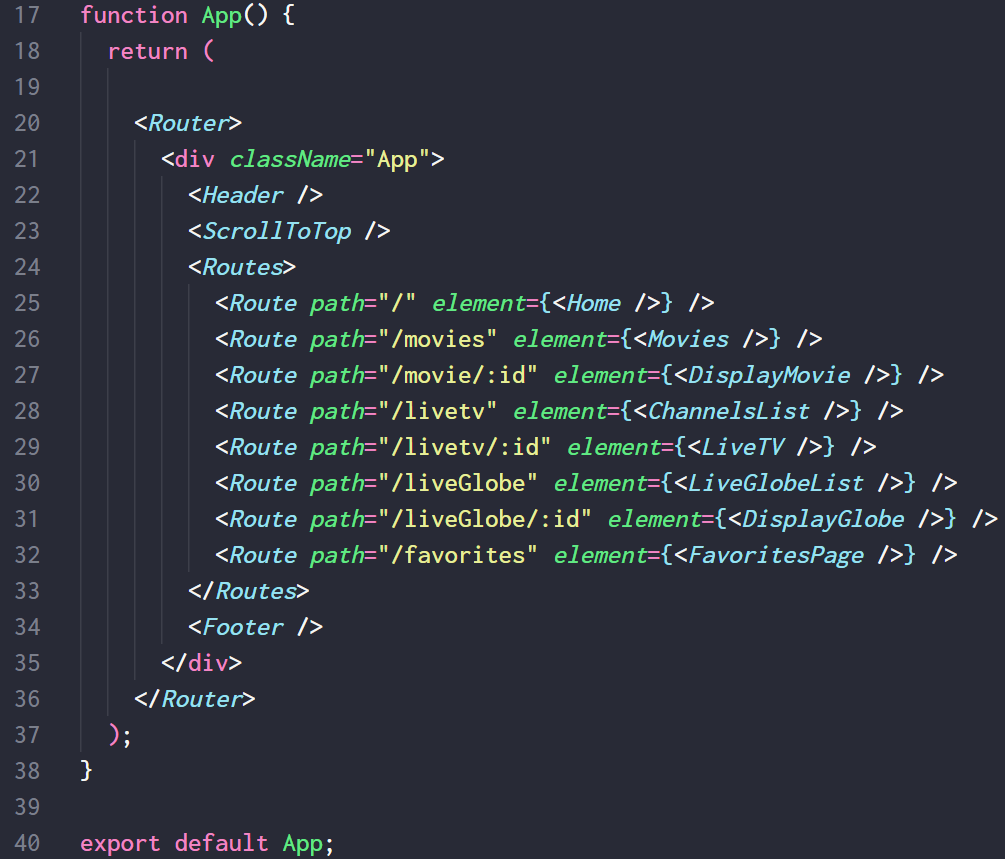 17 function App() {
18 return (
19
20 <Router>
21 <div className="App">
22 <Header />
23 <ScrollToTop />
24 <Routes>
25 <Route path="/" element={<Home />} />
26 <Route path="/movies" element={<Movies />} />
27 <Route path="/movie/:id" element={<DisplayMovie />} />
28 <Route path="/livetv" element={<ChannelsList />} />
29 <Route path="/livetv/:id" element={<LiveTV />} />
30 <Route path="/liveGlobe" element={<LiveGlobeList />} />
31 <Route path="/liveGlobe/:id" element={<DisplayGlobe />} />
32 <Route path="/favorites" element={<FavoritesPage />} />
33 </Routes>
34 <Footer />
35 </div>
36 </Router>
37 );
38 }
39
40 export default App;